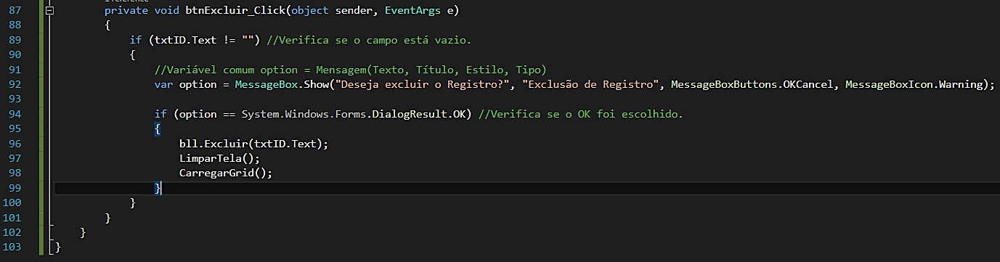 1 reference
87 private void btnExcluir_Click(object sender, EventArgs e)
88 {
89 if (txtID.Text != "") //Verifica se o campo está vazio.
90 {
91 //Variável comum option = Mensagem(Texto, Título, Estilo, Tipo)
92 var option = MessageBox.Show("Deseja excluir o Registro?", "Exclusão de Registro", MessageBoxButtons.OKCancel, MessageBoxIcon.Warning);
93
94 if (option == System.Windows.Forms.DialogResult.OK) //Verifica se o OK foi escolhido.
95 {
96 bll.Excluir(txtID.Text);
97 LimparTela();
98 CarregarGrid();
99 }
100 }
101 }
102 }
103 }